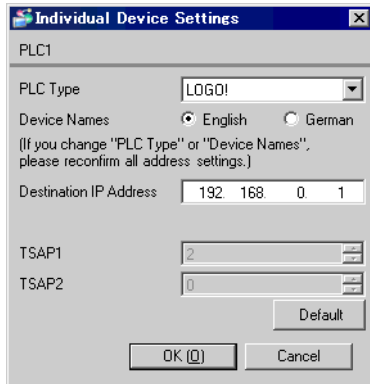 Individual Device Settings
PLC1
PLC Type LOGO!
Device Names English German
(If you change "PLC Type" or "Device Names",
please reconfirm all address settings.)
Destination IP Address 192. 168. 0. 1
TSAP1 2
TSAP2 0
Default
OK (O) Cancel